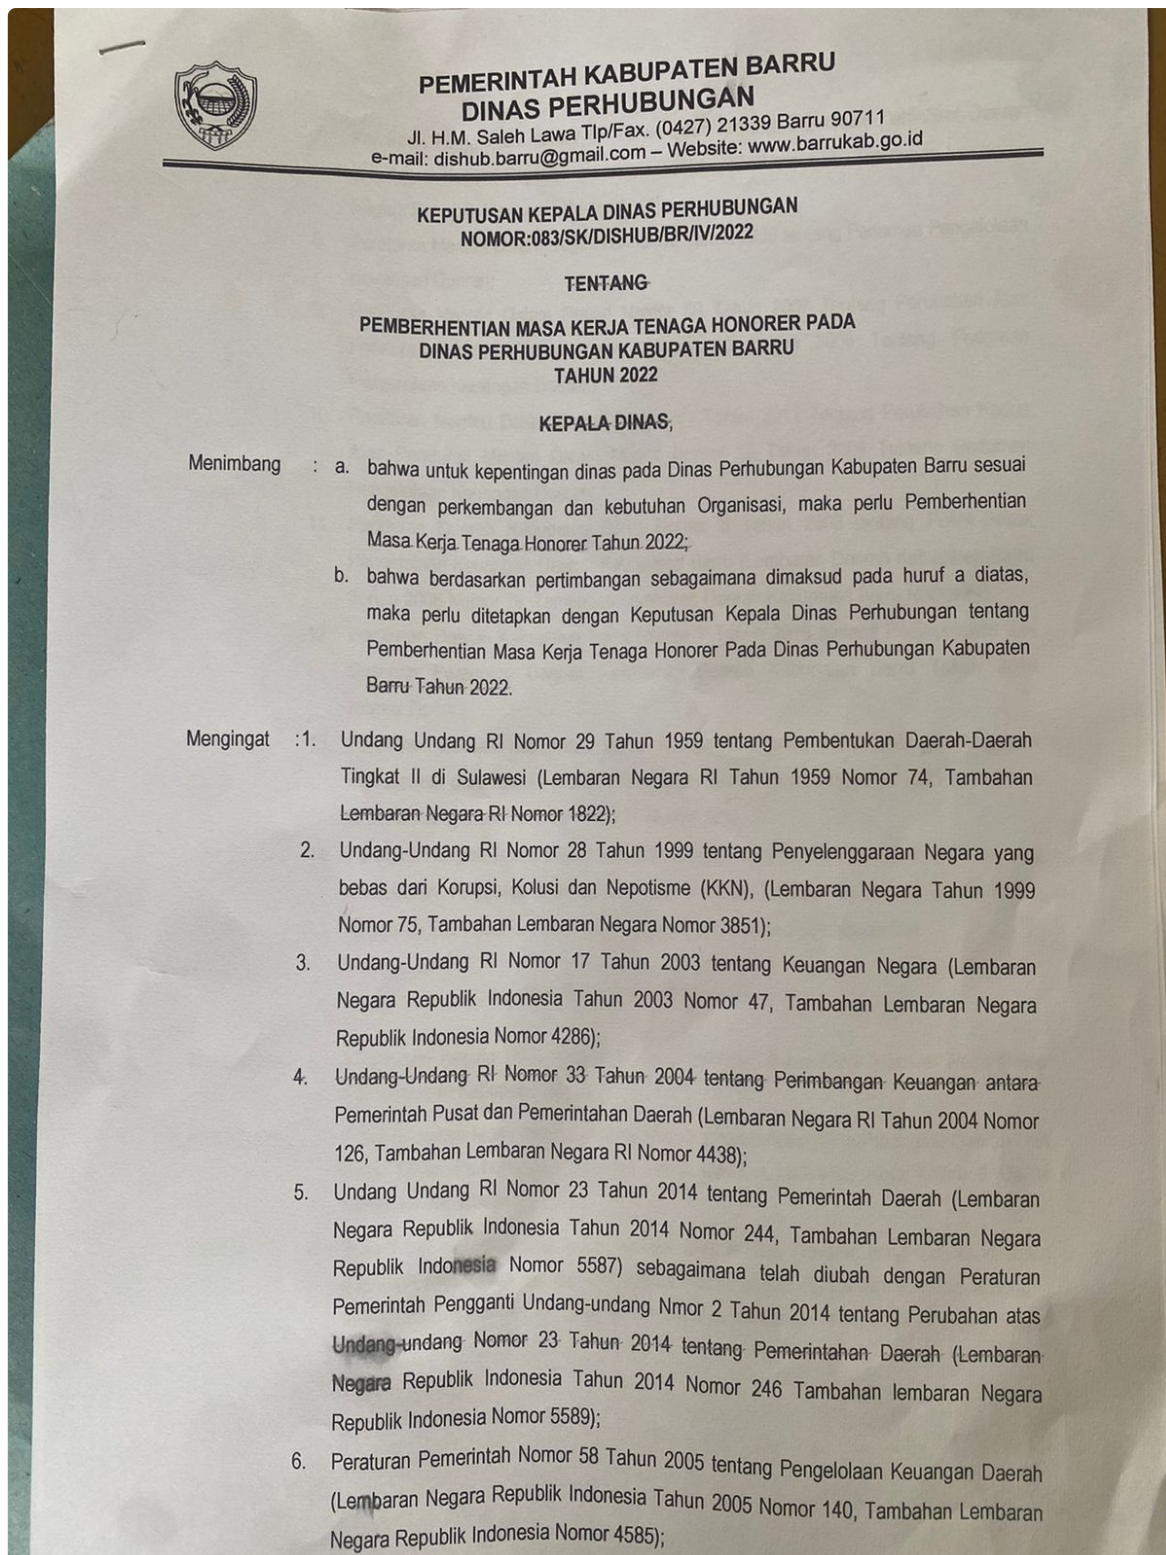 PEMERINTAH KABUPATEN BARRU
DINAS PERHUBUNGAN
Jl. H.M. Saleh Lawa Tlp/Fax. (0427) 21339 Barru 90711
e-mail: dishub.barru@gmail.com – Website: www.barrukab.go.id
KEPUTUSAN KEPALA DINAS PERHUBUNGAN
NOMOR:083/SK/DISHUB/BR/IV/2022
TENTANG
PEMBERHENTIAN MASA KERJA TENAGA HONORER PADA
DINAS PERHUBUNGAN KABUPATEN BARRU
TAHUN 2022
KEPALA DINAS,
Menimbang : a. bahwa untuk kepentingan dinas pada Dinas Perhubungan Kabupaten Barru sesuai
dengan perkembangan dan kebutuhan Organisasi, maka perlu Pemberhentian
Masa Kerja Tenaga Honorer Tahun 2022;
b. bahwa berdasarkan pertimbangan sebagaimana dimaksud pada huruf a diatas,
maka perlu ditetapkan dengan Keputusan Kepala Dinas Perhubungan tentang
Pemberhentian Masa Kerja Tenaga Honorer Pada Dinas Perhubungan Kabupaten
Barru Tahun 2022.
Mengingat :1. Undang Undang RI Nomor 29 Tahun 1959 tentang Pembentukan Daerah-Daerah
Tingkat II di Sulawesi (Lembaran Negara RI Tahun 1959 Nomor 74, Tambahan
Lembaran Negara RI Nomor 1822);
2. Undang-Undang RI Nomor 28 Tahun 1999 tentang Penyelenggaraan Negara yang
bebas dari Korupsi, Kolusi dan Nepotisme (KKN), (Lembaran Negara Tahun 1999
Nomor 75, Tambahan Lembaran Negara Nomor 3851);
3. Undang-Undang RI Nomor 17 Tahun 2003 tentang Keuangan Negara (Lembaran
Negara Republik Indonesia Tahun 2003 Nomor 47, Tambahan Lembaran Negara
Republik Indonesia Nomor 4286);
4. Undang-Undang RI Nomor 33 Tahun 2004 tentang Perimbangan Keuangan antara
Pemerintah Pusat dan Pemerintahan Daerah (Lembaran Negara RI Tahun 2004 Nomor
126, Tambahan Lembaran Negara RI Nomor 4438);
5. Undang Undang RI Nomor 23 Tahun 2014 tentang Pemerintah Daerah (Lembaran
Negara Republik Indonesia Tahun 2014 Nomor 244, Tambahan Lembaran Negara
Republik Indonesia Nomor 5587) sebagaimana telah diubah dengan Peraturan
Pemerintah Pengganti Undang-undang Nmor 2 Tahun 2014 tentang Perubahan atas
Undang-undang Nomor 23 Tahun 2014 tentang Pemerintahan Daerah (Lembaran
Negara Republik Indonesia Tahun 2014 Nomor 246 Tambahan lembaran Negara
Republik Indonesia Nomor 5589);
6. Peraturan Pemerintah Nomor 58 Tahun 2005 tentang Pengelolaan Keuangan Daerah
(Lembaran Negara Republik Indonesia Tahun 2005 Nomor 140, Tambahan Lembaran
Negara Republik Indonesia Nomor 4585);